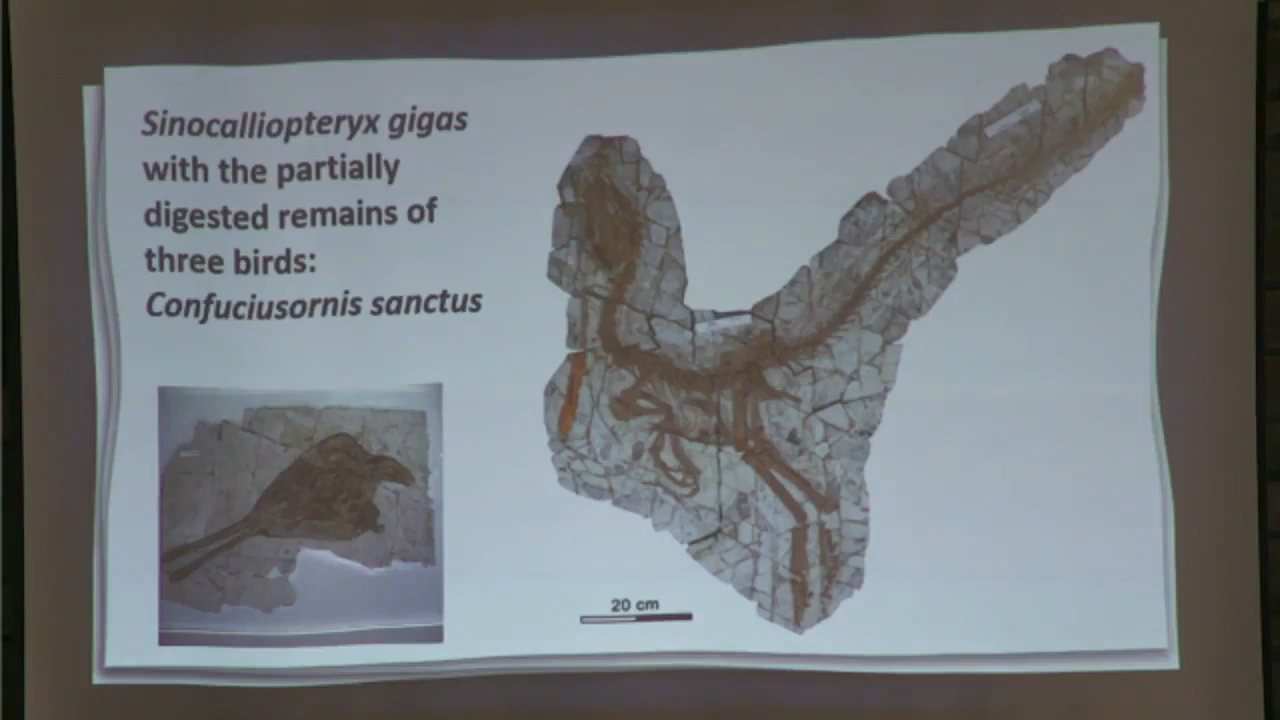 Sinocalliopteryx gigas
with the partially
digested remains of
three birds:
Confuciusornis sanctus
20 cm